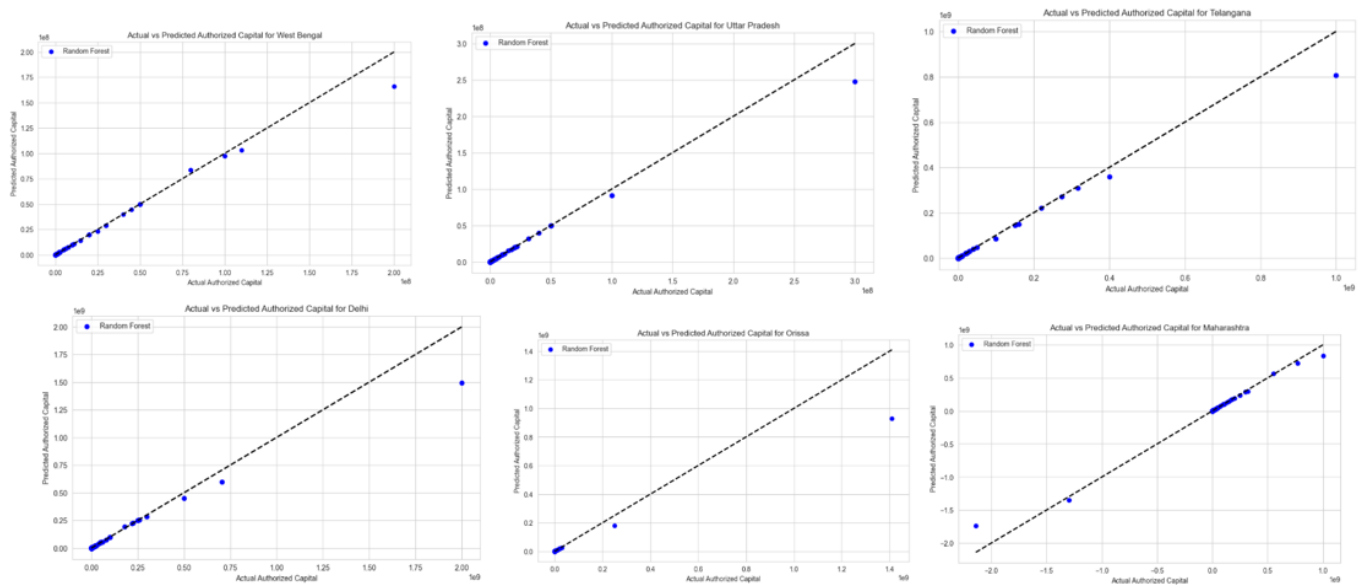 Actual vs Predicted Authorized Capital for West Bengal
1e8
Random Forest
2.00
1.75
1.50
1.25
1.00
0.75
0.50
0.25
0.00
Predicted Authorized Capital
0.00 0.25 0.50 0.75 1.00 1.25 1.50 1.75 2.00
Actual Authorized Capital
1e8
Actual vs Predicted Authorized Capital for Uttar Pradesh
1e8
Random Forest
3.0
2.5
2.0
1.5
1.0
0.5
0.0
Predicted Authorized Capital
0.0 0.5 1.0 1.5 2.0 2.5 3.0
Actual Authorized Capital
1e8
Actual vs Predicted Authorized Capital for Telangana
1e9
Random Forest
1.0
0.8
0.6
0.4
0.2
0.0
Predicted Authorized Capital
0.0 0.2 0.4 0.6 0.8 1.0
Actual Authorized Capital
1e9
Actual vs Predicted Authorized Capital for Delhi
1e9
Random Forest
2.00
1.75
1.50
1.25
1.00
0.75
0.50
0.25
0.00
Predicted Authorized Capital
0.00 0.25 0.50 0.75 1.00 1.25 1.50 1.75 2.00
Actual Authorized Capital
1e9
Actual vs Predicted Authorized Capital for Orissa
1e9
Random Forest
1.4
1.2
1.0
0.8
0.6
0.4
0.2
0.0
Predicted Authorized Capital
0.0 0.2 0.4 0.6 0.8 1.0 1.2 1.4
Actual Authorized Capital
1e9
Actual vs Predicted Authorized Capital for Maharashtra
1e9
Random Forest
1.0
0.5
0.0
−0.5
−1.0
−1.5
−2.0
Predicted Authorized Capital
−2.0 −1.5 −1.0 −0.5 0.0 0.5 1.0
Actual Authorized Capital
1e9